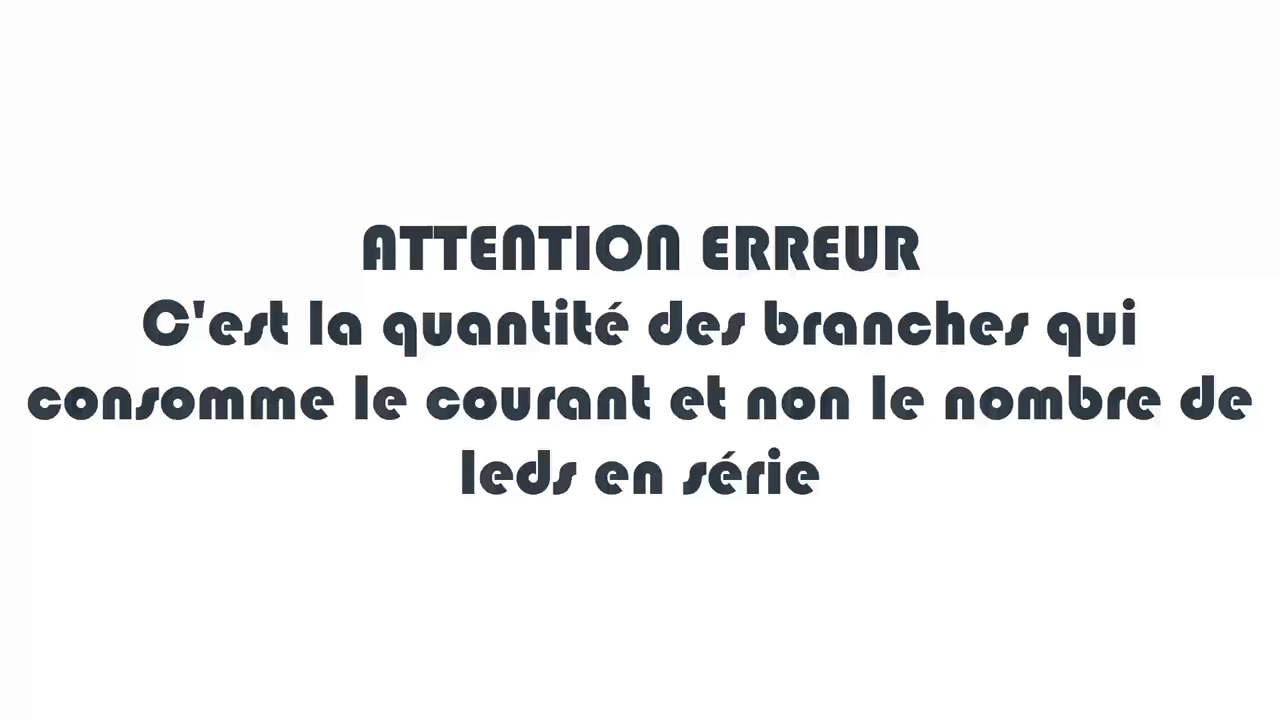 ATTENTION ERREUR
C'est la quantité des branches qui
consomme le courant et non le nombre de
leds en série